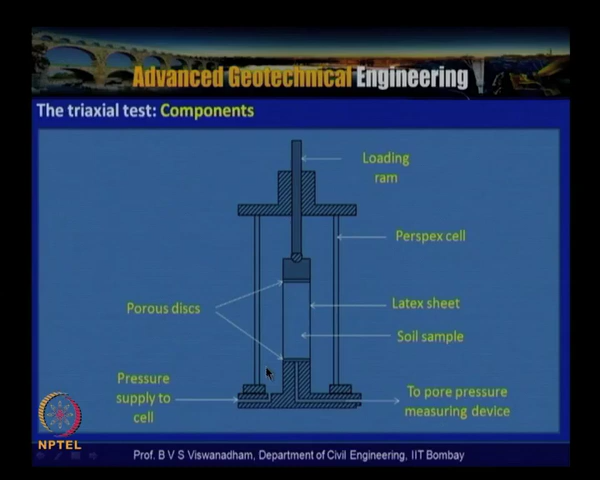 Advanced Geotechnical Engineering
The triaxial test: Components
Loading
ram
Perspex cell
Porous discs
Latex sheet
Soil sample
Pressure
supply to
cell
To pore pressure
measuring device
NPTEL
Prof. B V S Viswanadham, Department of Civil Engineering, IIT Bombay